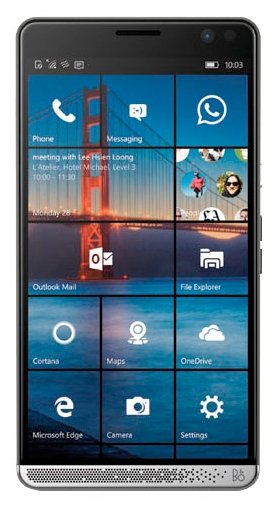 10:03
Phone
Messaging
meeting with Lee Hsien Loong
L'Atelier, Hotel Michael, Level 3
10:00 - 11:30
Monday 28
People
Outlook Mail
File Explorer
Cortana
Maps
OneDrive
Microsoft Edge
Camera
Settings
B&O